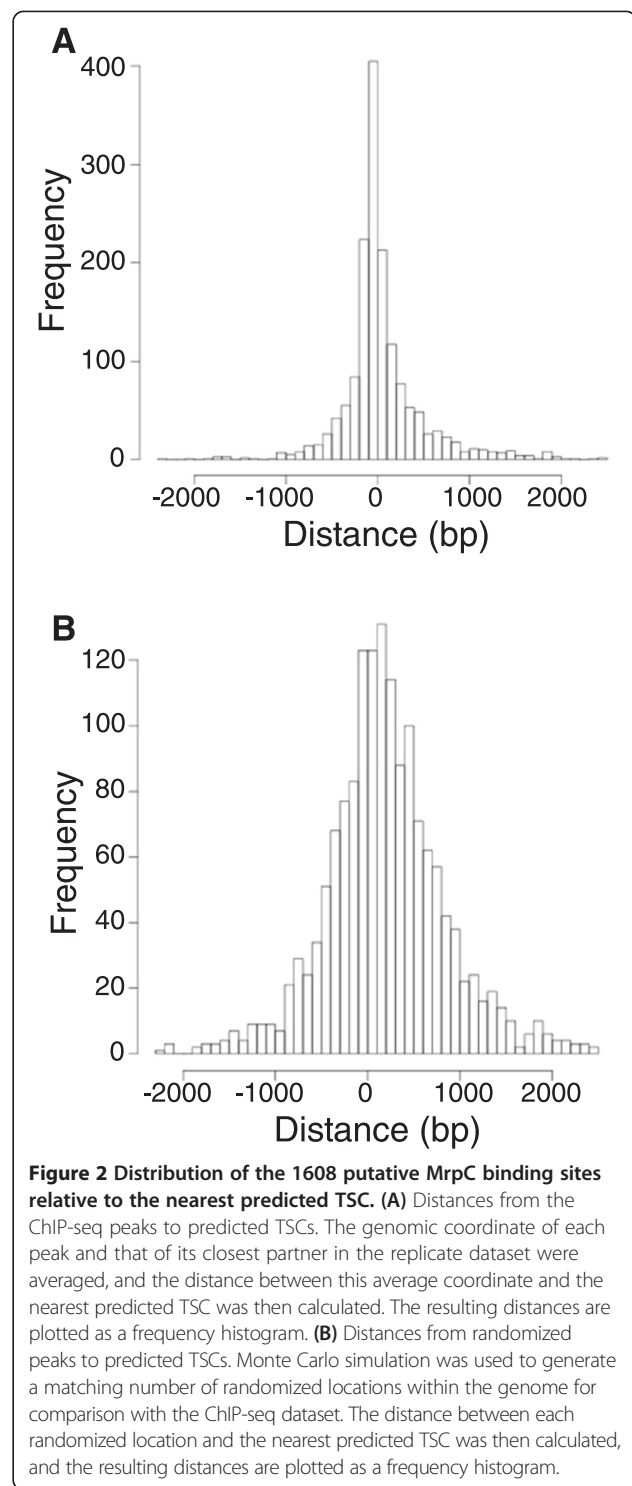 A
400
300
200
100
0
Frequency
-2000 -1000 0 1000 2000
Distance (bp)
B
120
100
80
60
40
20
0
Frequency
-2000 -1000 0 1000 2000
Distance (bp)
Figure 2 Distribution of the 1608 putative MrpC binding sites
relative to the nearest predicted TSC. (A) Distances from the
ChIP-seq peaks to predicted TSCs. The genomic coordinate of each
peak and that of its closest partner in the replicate dataset were
averaged, and the distance between this average coordinate and the
nearest predicted TSC was then calculated. The resulting distances are
plotted as a frequency histogram. (B) Distances from randomized
peaks to predicted TSCs. Monte Carlo simulation was used to generate
a matching number of randomized locations within the genome for
comparison with the ChIP-seq dataset. The distance between each
randomized location and the nearest predicted TSC was then calculated,
and the resulting distances are plotted as a frequency histogram.